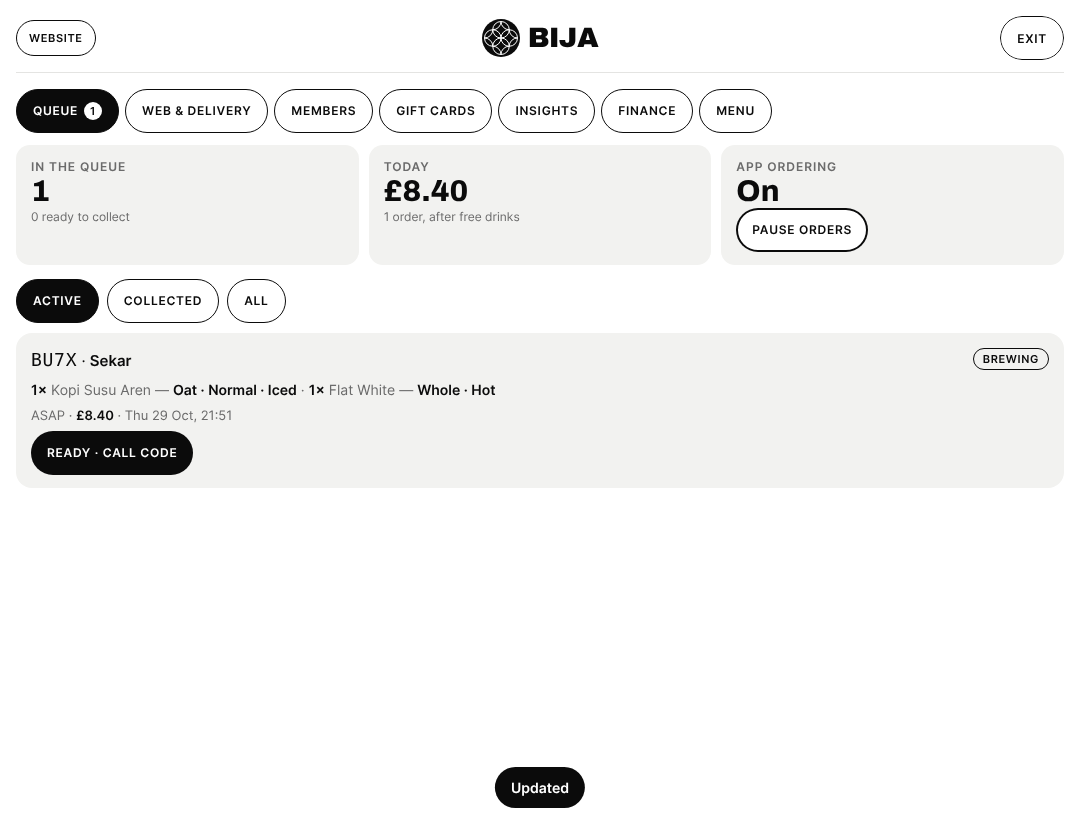 WEBSITE
BIJA
EXIT
QUEUE 1
WEB & DELIVERY
MEMBERS
GIFT CARDS
INSIGHTS
FINANCE
MENU
IN THE QUEUE
1
0 ready to collect
TODAY
£8.40
1 order, after free drinks
APP ORDERING
On
PAUSE ORDERS
ACTIVE
COLLECTED
ALL
BU7X · Sekar
BREWING
1× Kopi Susu Aren — Oat · Normal · Iced · 1× Flat White — Whole · Hot
ASAP · £8.40 · Thu 29 Oct, 21:51
READY · CALL CODE
Updated